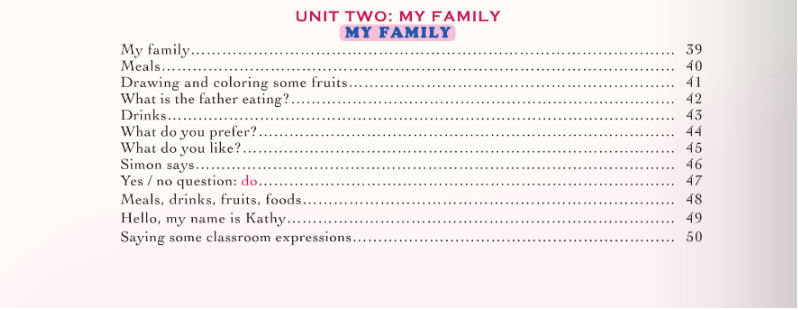 UNIT TWO: MY FAMILY
MY FAMILY
My family........................................................................................... 39
Meals................................................................................................. 40
Drawing and coloring some fruits............................................................... 41
What is the father eating?.......................................................................... 42
Drinks................................................................................................ 43
What do you prefer?................................................................................ 44
What do you like?................................................................................... 45
Simon says............................................................................................ 46
Yes / no question: do................................................................................ 47
Meals, drinks, fruits, foods........................................................................ 48
Hello, my name is Kathy........................................................................... 49
Saying some classroom expressions.............................................................. 50